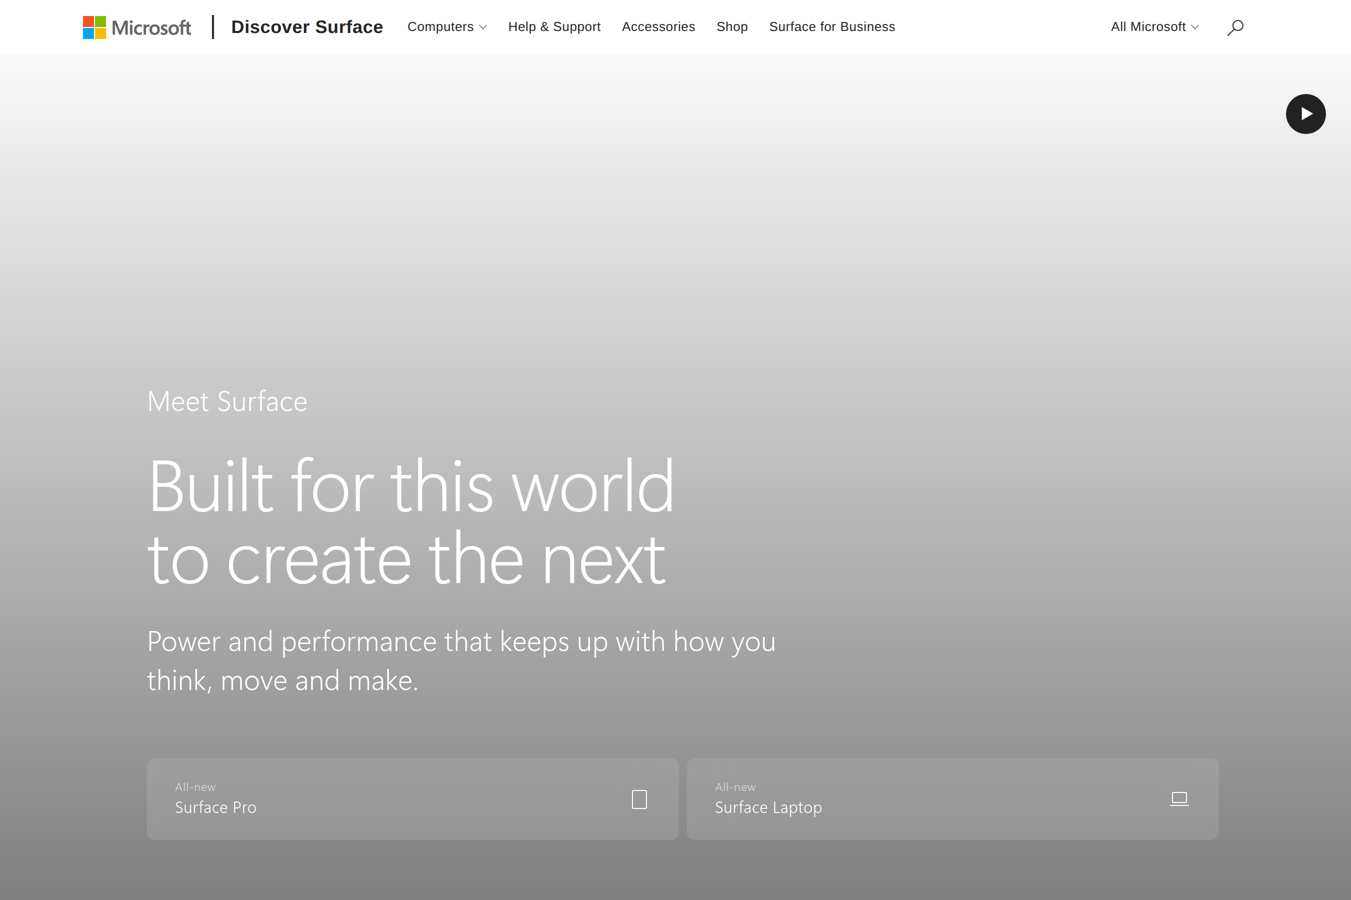 Microsoft
Discover Surface
Computers
Help & Support
Accessories
Shop
Surface for Business
All Microsoft
Meet Surface
Built for this world
to create the next
Power and performance that keeps up with how you
think, move and make.
All-new
Surface Pro
All-new
Surface Laptop